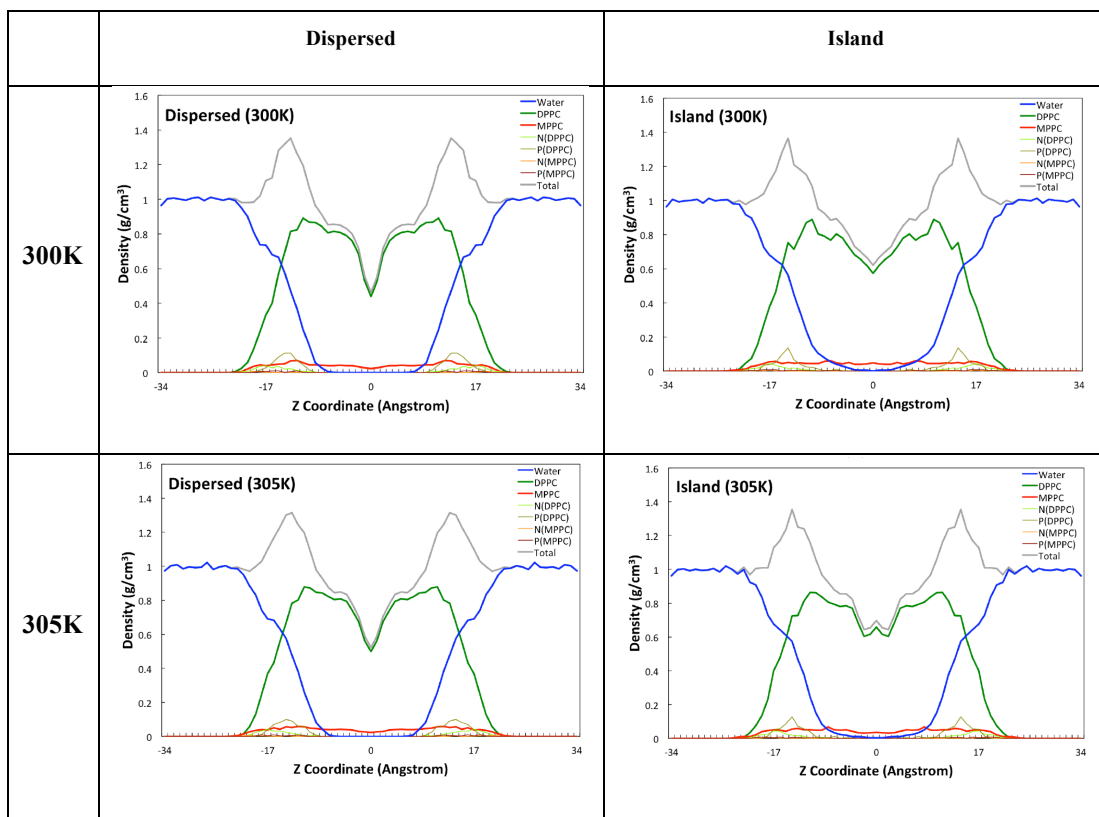 Dispersed
Island
300K
Dispersed (300K)
Density (g/cm³)
1.6
1.4
1.2
1
0.8
0.6
0.4
0.2
0
-34
-17
0
17
34
Z Coordinate (Angstrom)
Water
DPPC
MPPC
N(DPPC)
P(DPPC)
N(MPPC)
P(MPPC)
Total
Island (300K)
Density (g/cm³)
1.6
1.4
1.2
1
0.8
0.6
0.4
0.2
0
-34
-17
0
17
34
Z Coordinate (Angstrom)
Water
DPPC
MPPC
N(DPPC)
P(DPPC)
N(MPPC)
P(MPPC)
Total
305K
Dispersed (305K)
Density (g/cm³)
1.6
1.4
1.2
1
0.8
0.6
0.4
0.2
0
-34
-17
0
17
34
Z Coordinate (Angstrom)
Water
DPPC
MPPC
N(DPPC)
P(DPPC)
N(MPPC)
P(MPPC)
Total
Island (305K)
Density (g/cm³)
1.6
1.4
1.2
1
0.8
0.6
0.4
0.2
0
-34
-17
0
17
34
Z Coordinate (Angstrom)
Water
DPPC
MPPC
N(DPPC)
P(DPPC)
N(MPPC)
P(MPPC)
Total